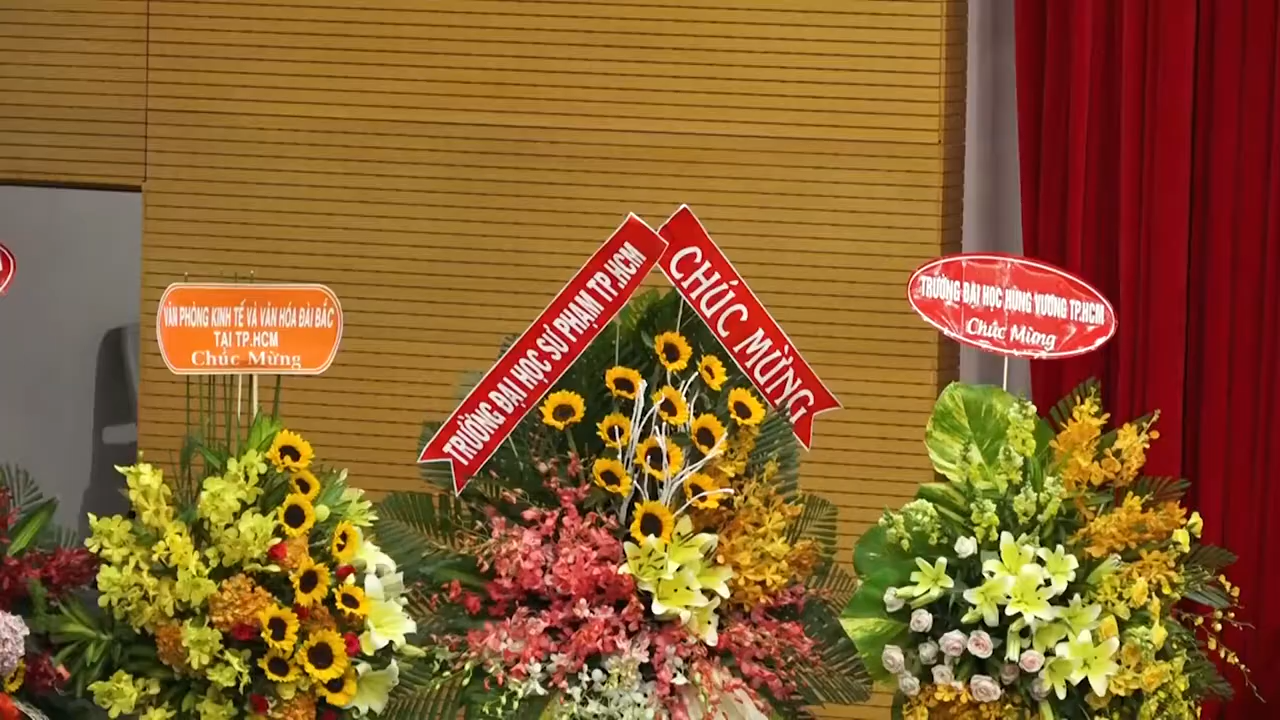 VĂN PHÒNG KINH TẾ VÀ VĂN HÓA ĐÀI BẮC
TẠI TP.HCM
Chúc Mừng
TRƯỜNG ĐẠI HỌC SƯ PHẠM TP.HCM
CHÚC MỪNG
TRƯỜNG ĐẠI HỌC HÙNG VƯƠNG TP.HCM
Chúc Mừng